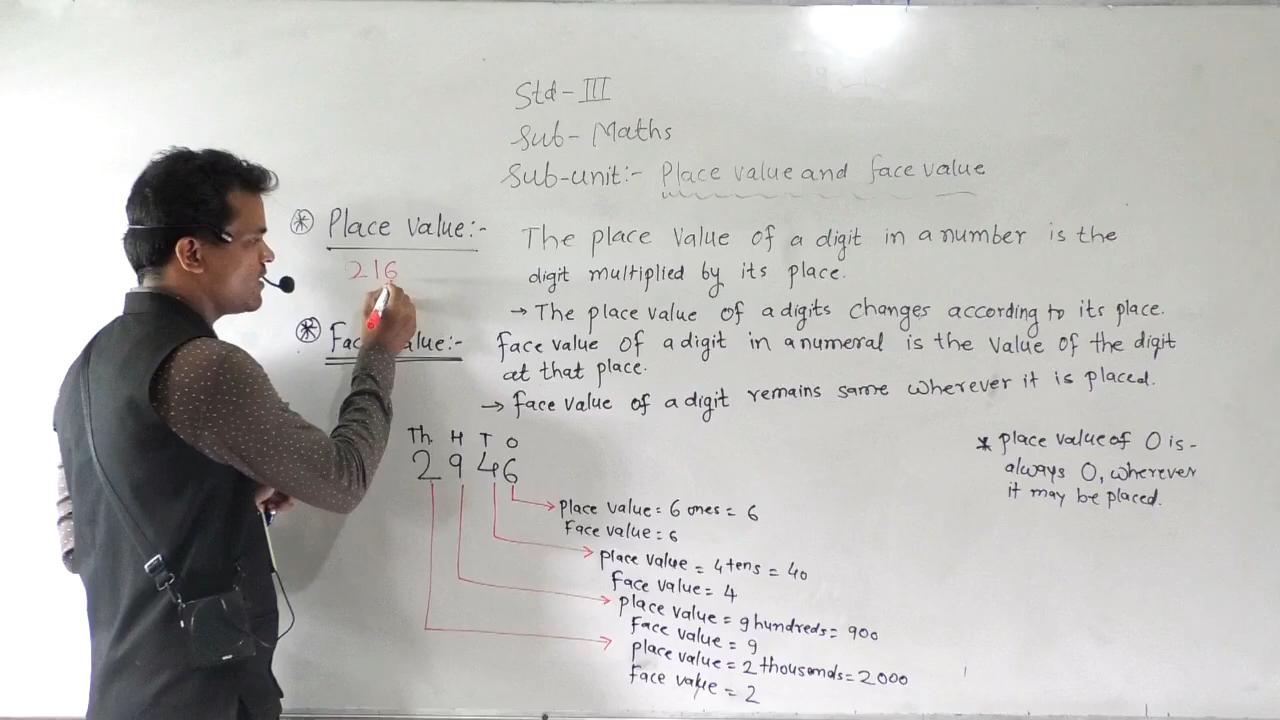 Std-III
Sub- Maths
Sub-unit:- Place value and face value
* Place Value:-
The place value of a digit in a number is the
digit multiplied by its place.
216
→ The place value of a digits changes according to its place.
* Face Value:-
face value of a digit in a numeral is the value of the digit
at that place.
→ face value of a digit remains same wherever it is placed.
Th H T O
2946
* place value of 0 is-
always 0, wherever
it may be placed.
place value = 6 ones = 6
Face value = 6
place value = 4 tens = 40
face value = 4
place value = 9 hundreds = 900
face value = 9
place value = 2 thousands = 2000
Face value = 2